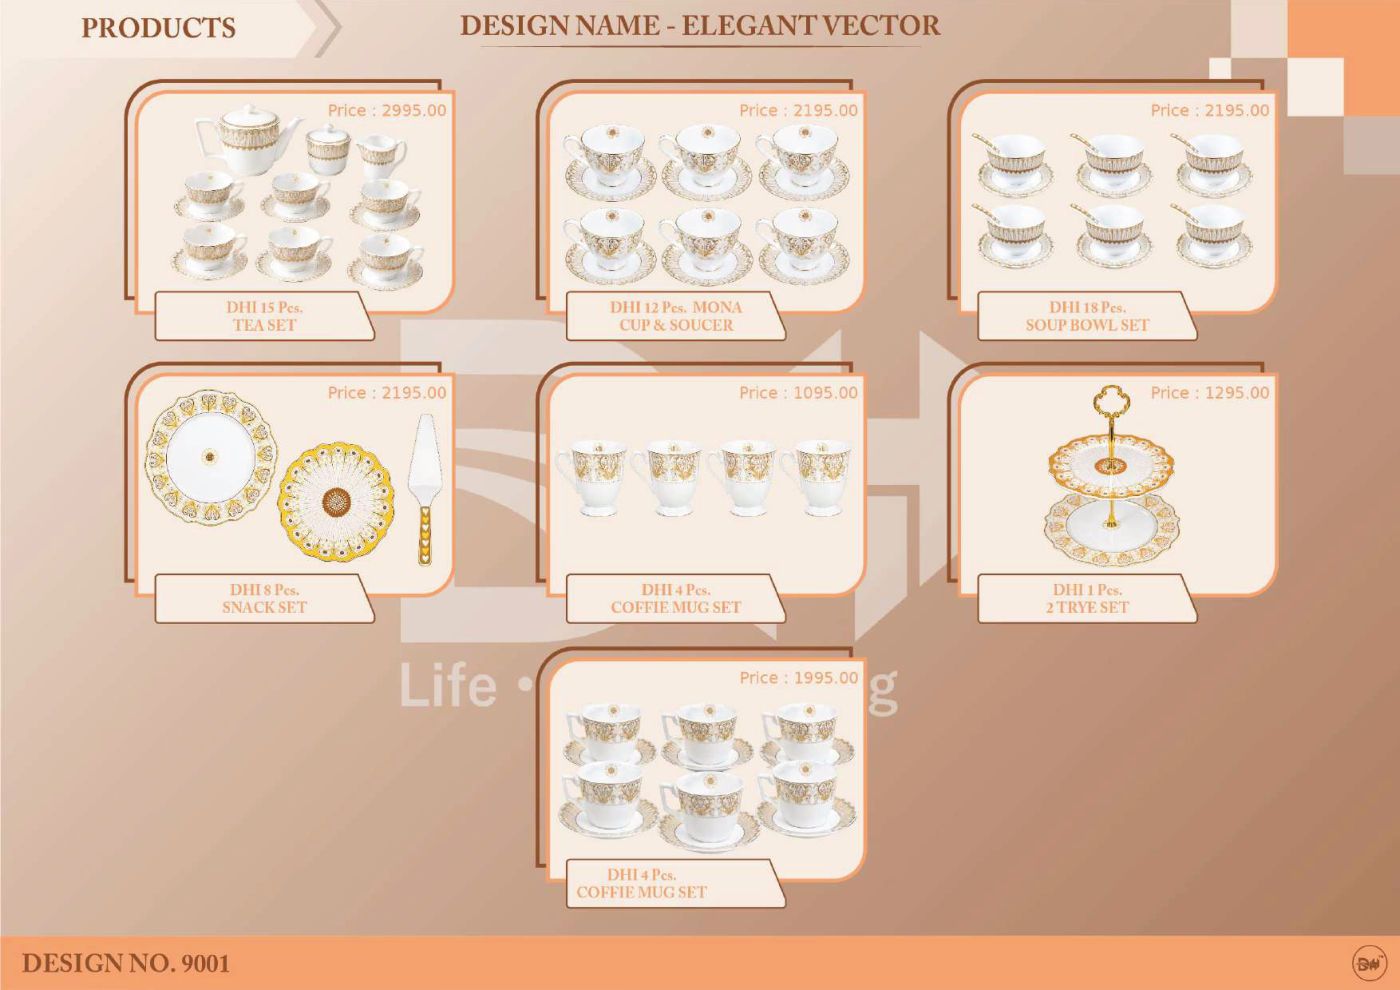 PRODUCTS
DESIGN NAME - ELEGANT VECTOR
Price : 2995.00
DHI 15 Pcs.
TEA SET
Price : 2195.00
DHI 12 Pcs. MONA
CUP & SOUCER
Price : 2195.00
DHI 18 Pcs.
SOUP BOWL SET
Price : 2195.00
DHI 8 Pcs.
SNACK SET
Price : 1095.00
DHI 4 Pcs.
COFFIE MUG SET
Price : 1295.00
DHI 1 Pcs.
2 TRYE SET
Life •
Price : 1995.00
DHI 4 Pcs.
COFFIE MUG SET
DESIGN NO. 9001